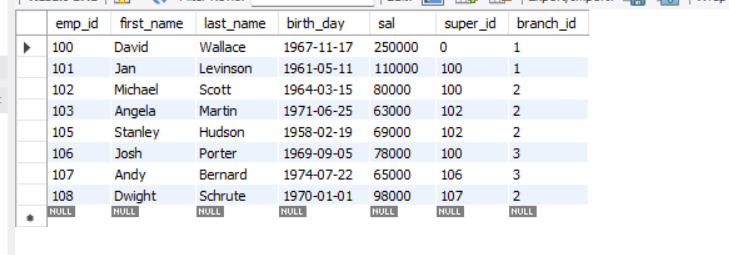 emp_id first_name last_name birth_day sal super_id branch_id
100 David Wallace 1967-11-17 250000 0 1
101 Jan Levinson 1961-05-11 110000 100 1
102 Michael Scott 1964-03-15 80000 100 2
103 Angela Martin 1971-06-25 63000 102 2
105 Stanley Hudson 1958-02-19 69000 102 2
106 Josh Porter 1969-09-05 78000 100 3
107 Andy Bernard 1974-07-22 65000 106 3
108 Dwight Schrute 1970-01-01 98000 107 2
NULL NULL NULL NULL NULL NULL NULL